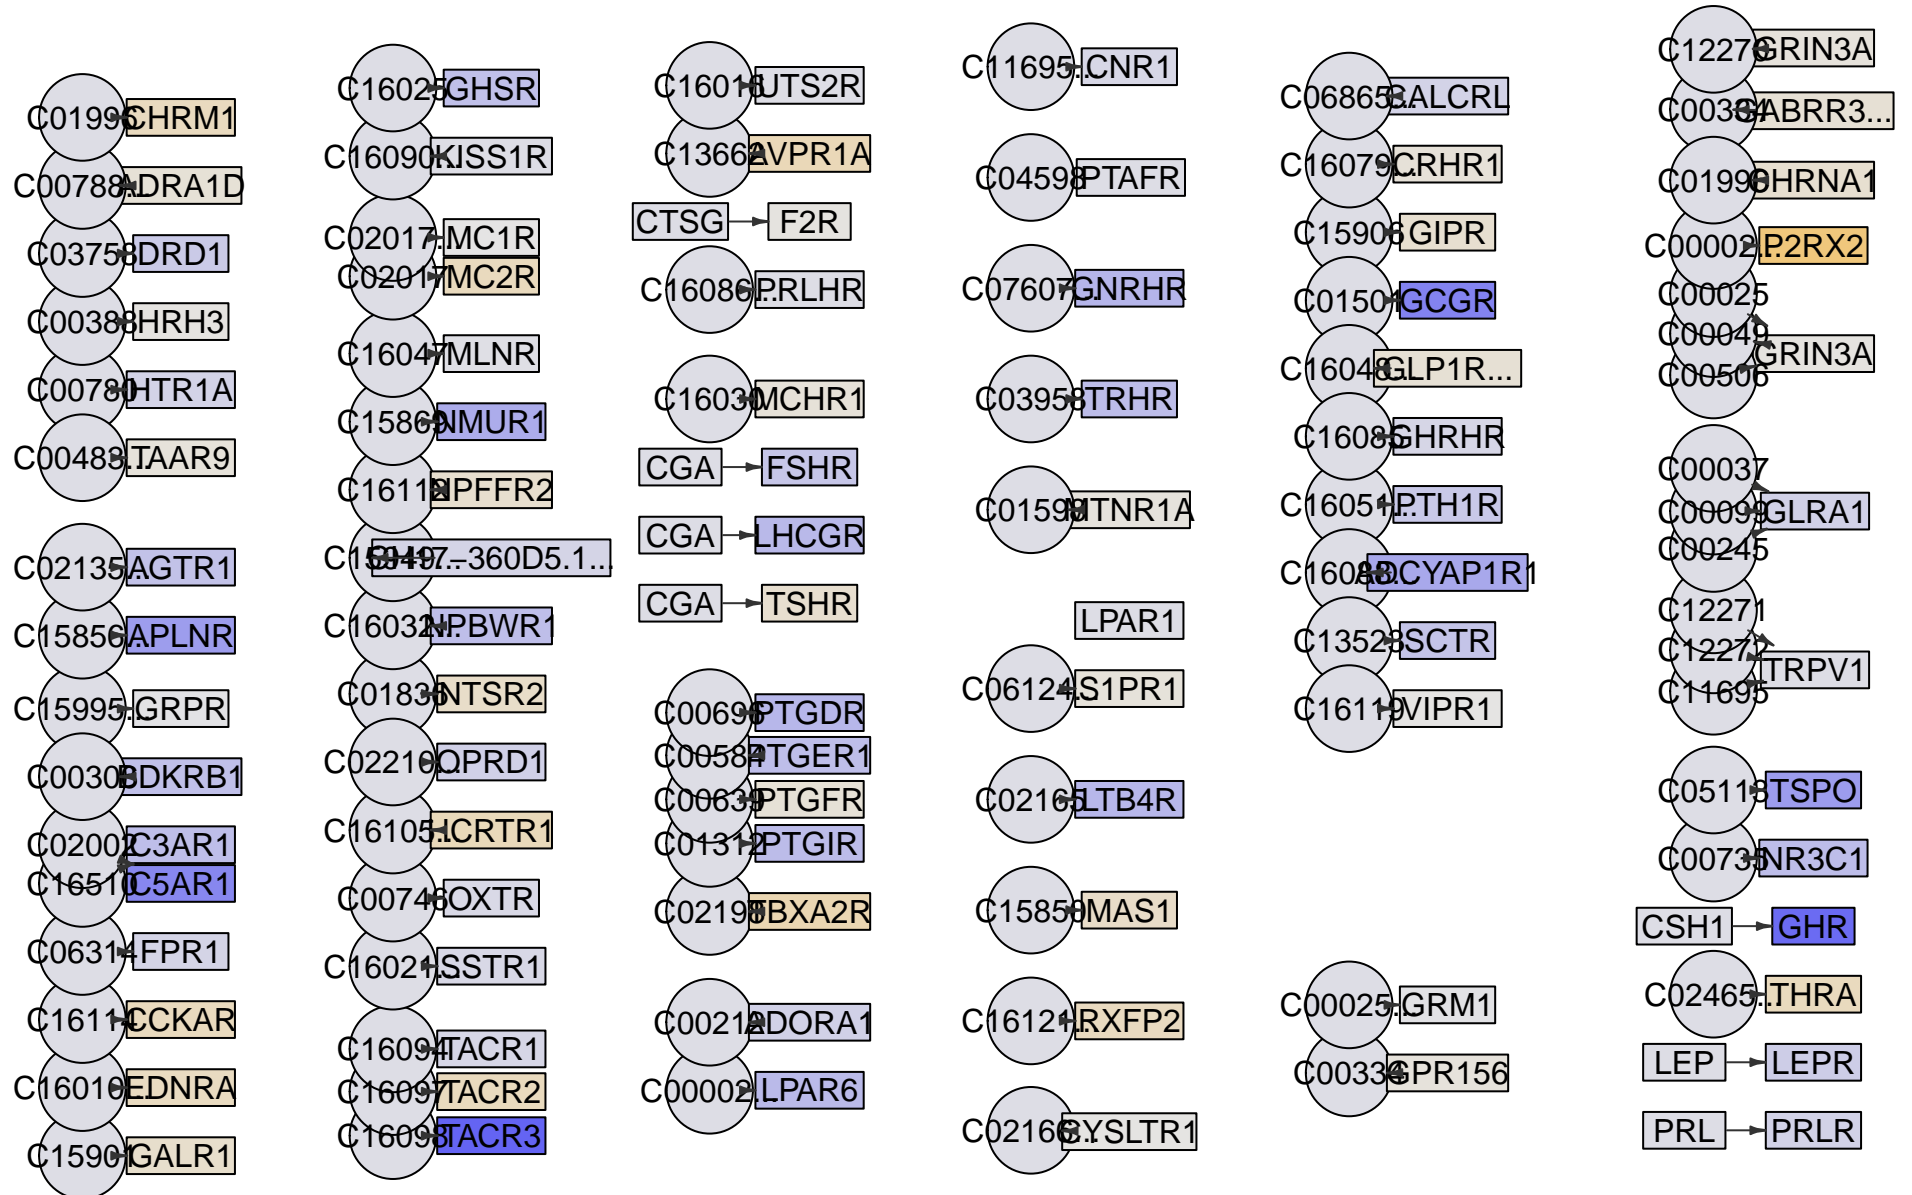 C01996 CHRM1
C00788... ADRA1D
C03758 DRD1
C00388 HRH3
C00780 HTR1A
C00483... TAAR9
C02135... AGTR1
C15856... APLNR
C15995... GRPR
C00306 BDKRB1
C02002 C3AR1
C16510 C5AR1
C06314 FPR1
C16114 CCKAR
C16010... EDNRA
C15901 GALR1
C16025 GHSR
C16090... KISS1R
C02017... MC1R
C02017 MC2R
C16047 MLNR
C15869 NMUR1
C16118 NPFFR2
C16032... NPBWR1
C01836 NTSR2
C02210... OPRD1
C16105... HCRTR1
C00746 OXTR
C16021... SSTR1
C16094 TACR1
C16097 TACR2
C16098 TACR3
C16016 UTS2R
C13662 AVPR1A
CTSG F2R
C16086... PRLHR
C16030 MCHR1
CGA FSHR
CGA LHCGR
CGA TSHR
C00696 PTGDR
C00584 PTGER1
C00639 PTGFR
C01312 PTGIR
C02198 TBXA2R
C00212 ADORA1
C00002... LPAR6
C11695... CNR1
C04598 PTAFR
C07607... GNRHR
C03958 TRHR
C01598 MTNR1A
LPAR1
C06124... S1PR1
C02165 LTB4R
C15850 MAS1
C16121... RXFP2
C02166... CYSLTR1
C06865... CALCRL
C16079... CRHR1
C15906 GIPR
C01501 GCGR
C16048... GLP1R...
C16085 GHRHR
C16051... PTH1R
ADCYAP1R1
C13523 SCTR
C16119 VIPR1
C00025... GRM1
C00334 GPR156
C12270 GRIN3A
C00334 GABRR3...
C01996 CHRNA1
C00002... P2RX2
C00025
C00049
GRIN3A
C00506
C00037
C00099 GLRA1
C00245
C12271
C12272
TRPV1
C11695
C05113 TSPO
C00735 NR3C1
CSH1 GHR
C02465... THRA
LEP LEPR
PRL PRLR